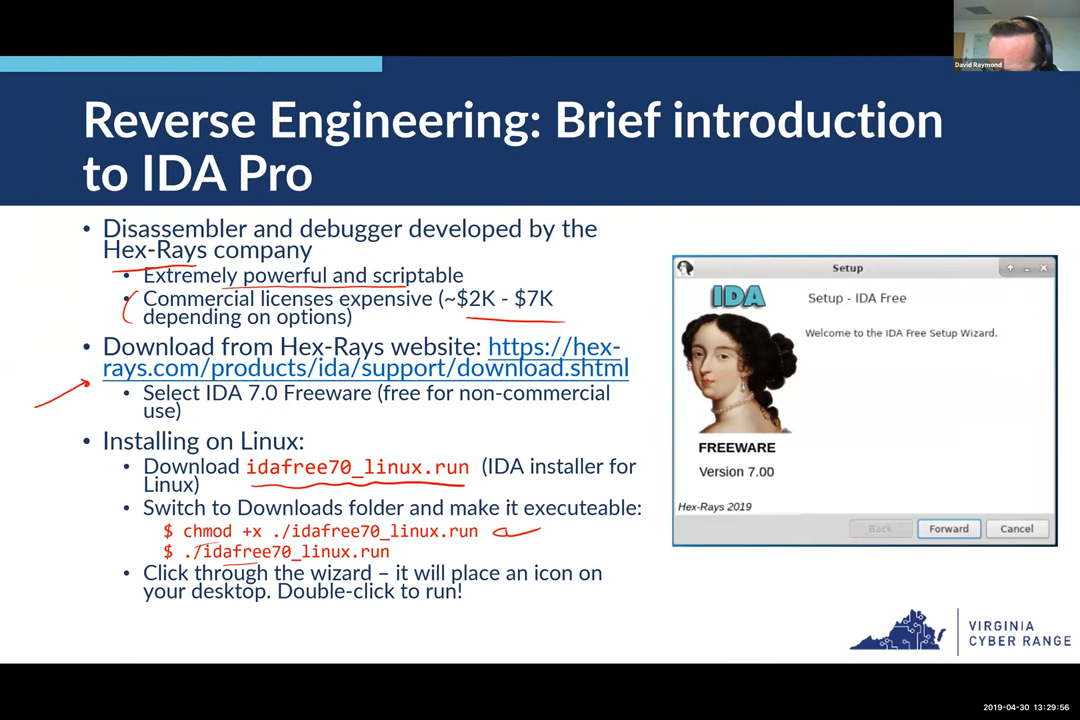 David Raymond
Reverse Engineering: Brief introduction
to IDA Pro
• Disassembler and debugger developed by the
Hex-Rays company
• Extremely powerful and scriptable
• Commercial licenses expensive (~$2K - $7K
depending on options)
• Download from Hex-Rays website: https://hex-
rays.com/products/ida/support/download.shtml
• Select IDA 7.0 Freeware (free for non-commercial
use)
• Installing on Linux:
• Download idafree70_linux.run (IDA installer for
Linux)
• Switch to Downloads folder and make it executeable:
$ chmod +x ./idafree70_linux.run
$ ./idafree70_linux.run
• Click through the wizard – it will place an icon on
your desktop. Double-click to run!
Setup
IDA
Setup - IDA Free
Welcome to the IDA Free Setup Wizard.
FREEWARE
Version 7.00
Hex-Rays 2019
Back
Forward
Cancel
VIRGINIA
CYBER RANGE
2019-04-30 13:29:56